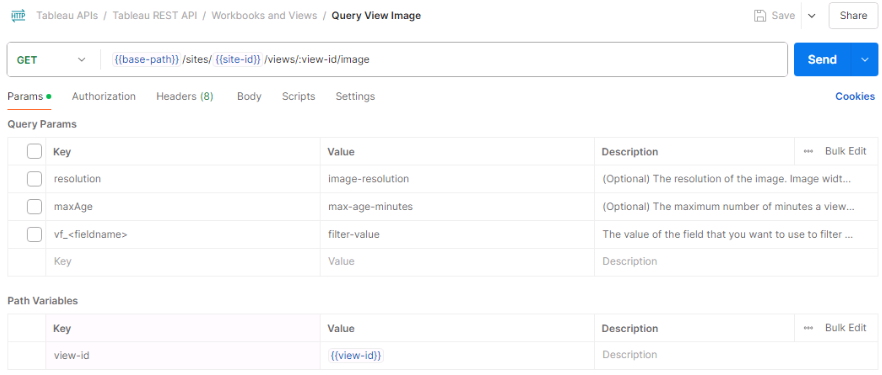 HTTP Tableau APIs / Tableau REST API / Workbooks and Views / Query View Image Save Share
GET {{base-path}} /sites/ {{site-id}} /views/:view-id/image Send
Params Authorization Headers (8) Body Scripts Settings Cookies
Query Params
Key Value Description ••• Bulk Edit
resolution image-resolution (Optional) The resolution of the image. Image widt...
maxAge max-age-minutes (Optional) The maximum number of minutes a view...
vf_<fieldname> filter-value The value of the field that you want to use to filter ...
Key Value Description
Path Variables
Key Value Description ••• Bulk Edit
view-id {{view-id}} Description